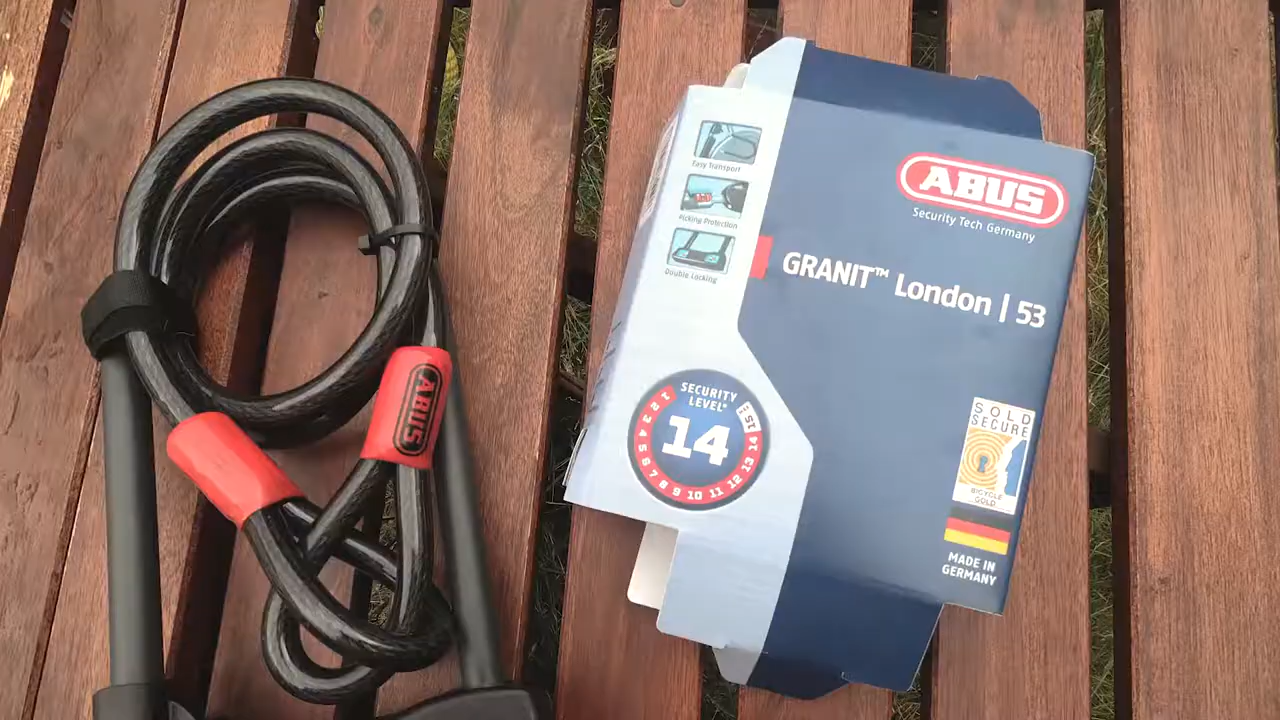 ABUS
Easy Transport
Picking Protection
Double Locking
ABUS
Security Tech Germany
GRANIT™ London | 53
SECURITY
LEVEL*
14
1 2 3 4 5 6 7 8 9 10 11 12 13 14 15
SOLD
SECURE
BICYCLE
GOLD
MADE IN
GERMANY